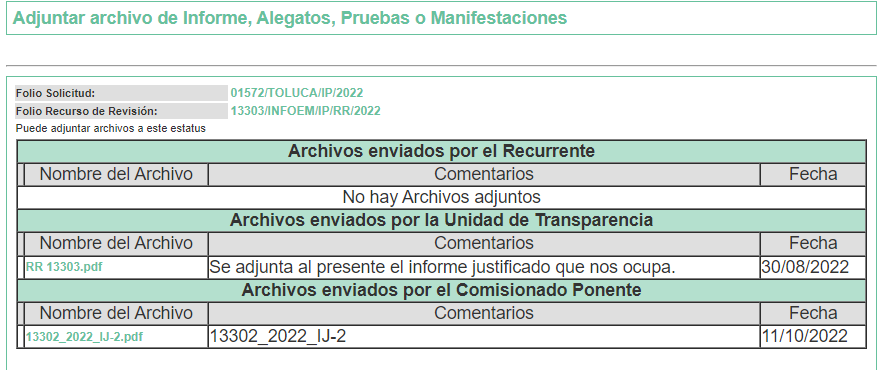 Adjuntar archivo de Informe, Alegatos, Pruebas o Manifestaciones
Folio Solicitud: 01572/TOLUCA/IP/2022
Folio Recurso de Revisión: 13303/INFOEM/IP/RR/2022
Puede adjuntar archivos a este estatus
Archivos enviados por el Recurrente
Nombre del Archivo Comentarios Fecha
No hay Archivos adjuntos
Archivos enviados por la Unidad de Transparencia
Nombre del Archivo Comentarios Fecha
RR 13303.pdf Se adjunta al presente el informe justificado que nos ocupa. 30/08/2022
Archivos enviados por el Comisionado Ponente
Nombre del Archivo Comentarios Fecha
13302_2022_IJ-2.pdf 13302_2022_IJ-2 11/10/2022